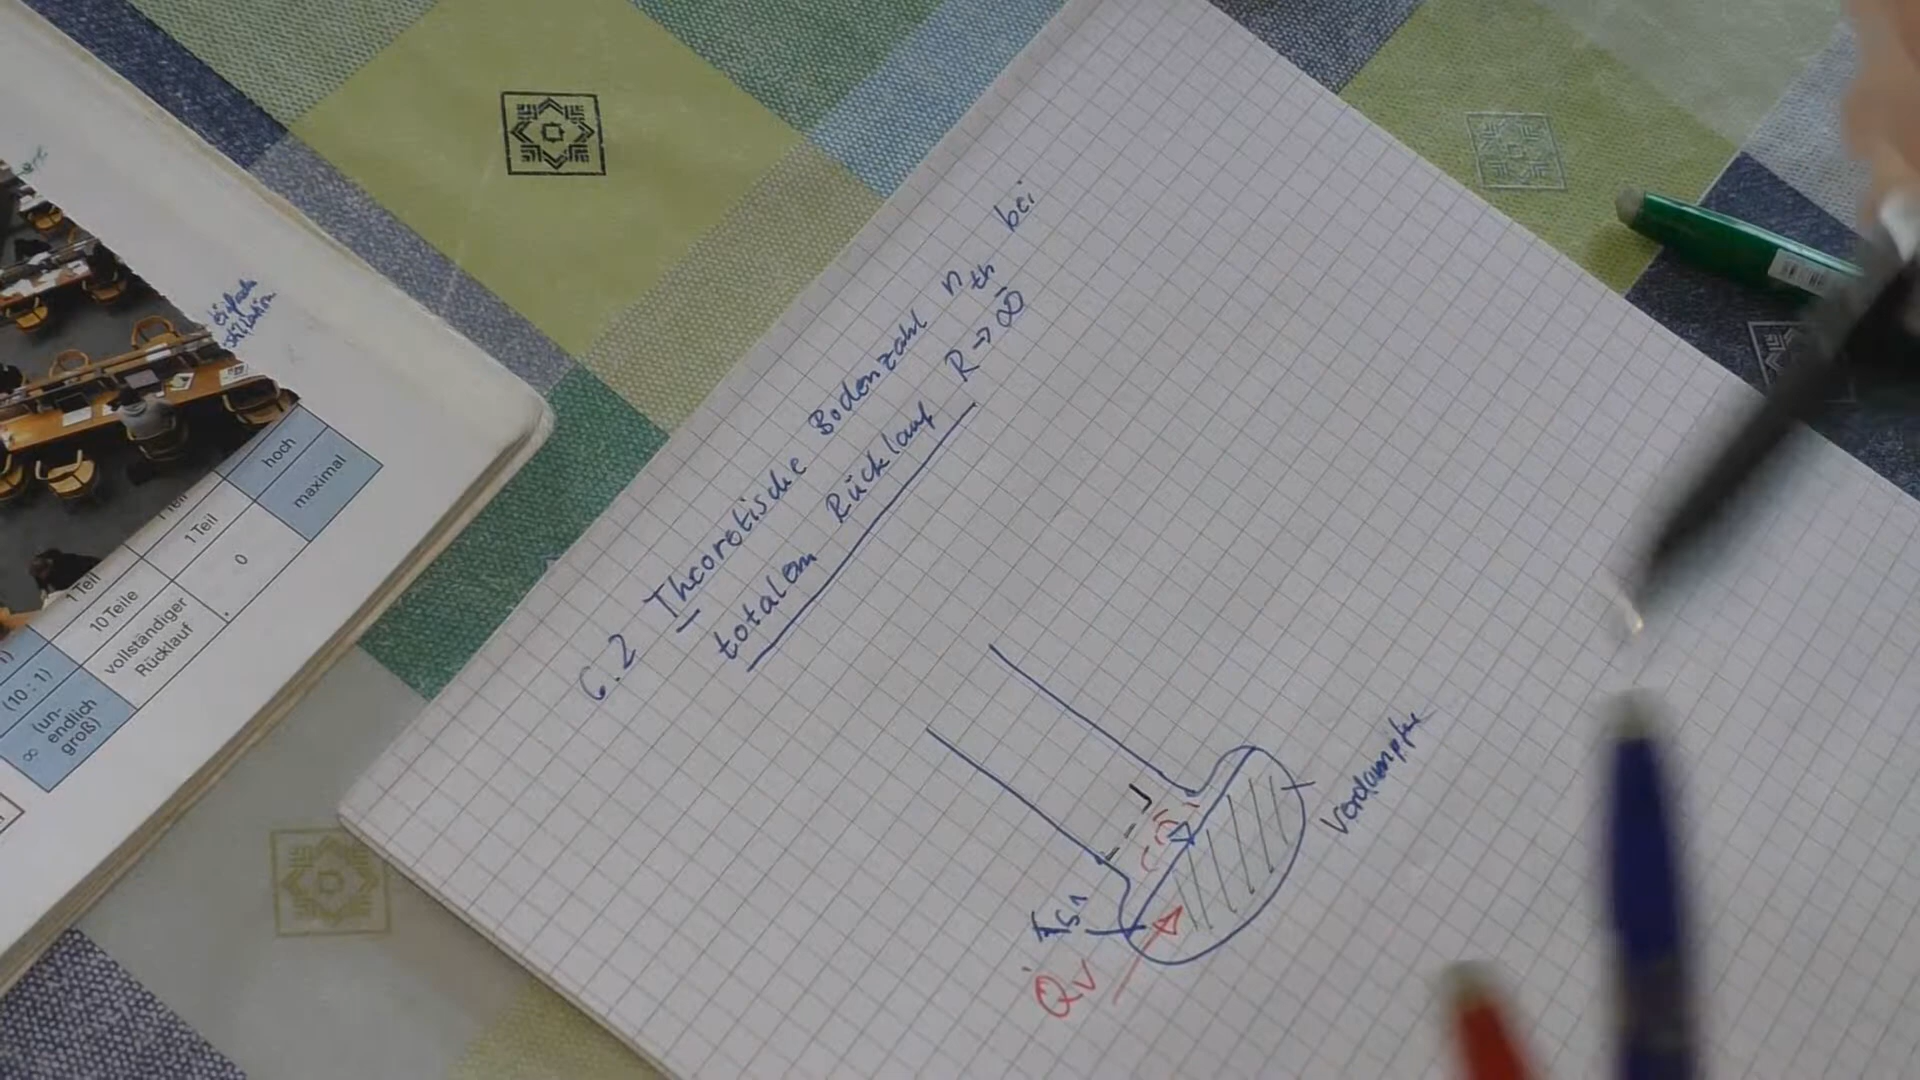 6.2 Theoretische Bodenzahl nth bei
totalem Rücklauf R → ∞
Verdampfer
Q̇v
hoch
maximal
1 Teil
1 Teil
0
1 Teil
10 Teile
vollständiger
Rücklauf
(10 : 1)
∞ (un-
endlich
groß)